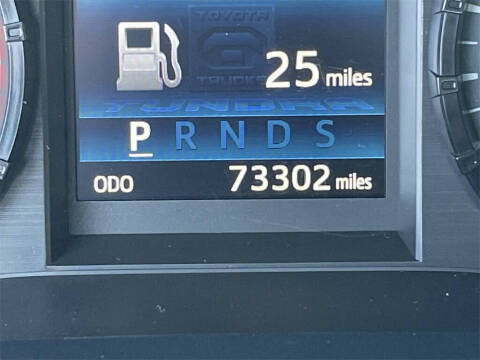 TOYOTA
TRUCKS
25 miles
TUNDRA
P R N D S
ODO 73302 miles